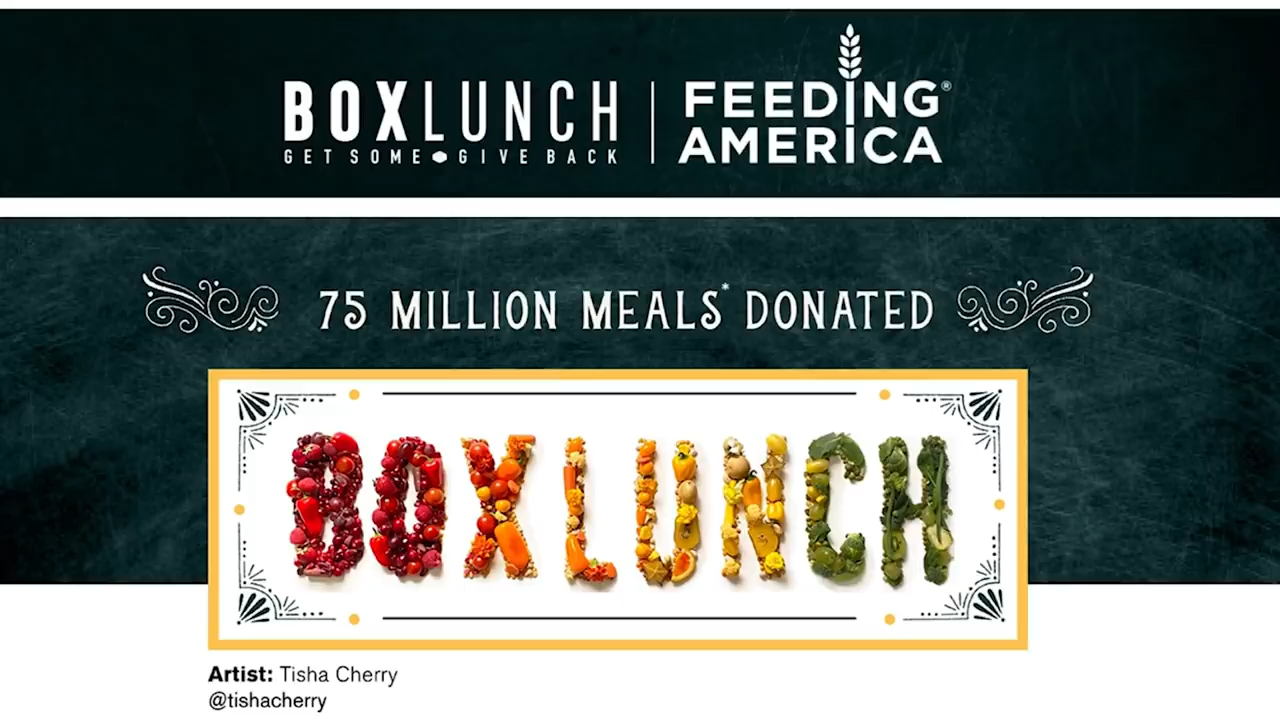 BOXLUNCH
GET SOME GIVE BACK
FEEDING®
AMERICA
75 MILLION MEALS* DONATED
BOXLUNCH
Artist: Tisha Cherry
@tishacherry